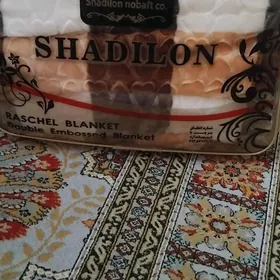 Shadilon nobaft co.
SHADILON
RASCHEL BLANKET
Double Embossed Blanket